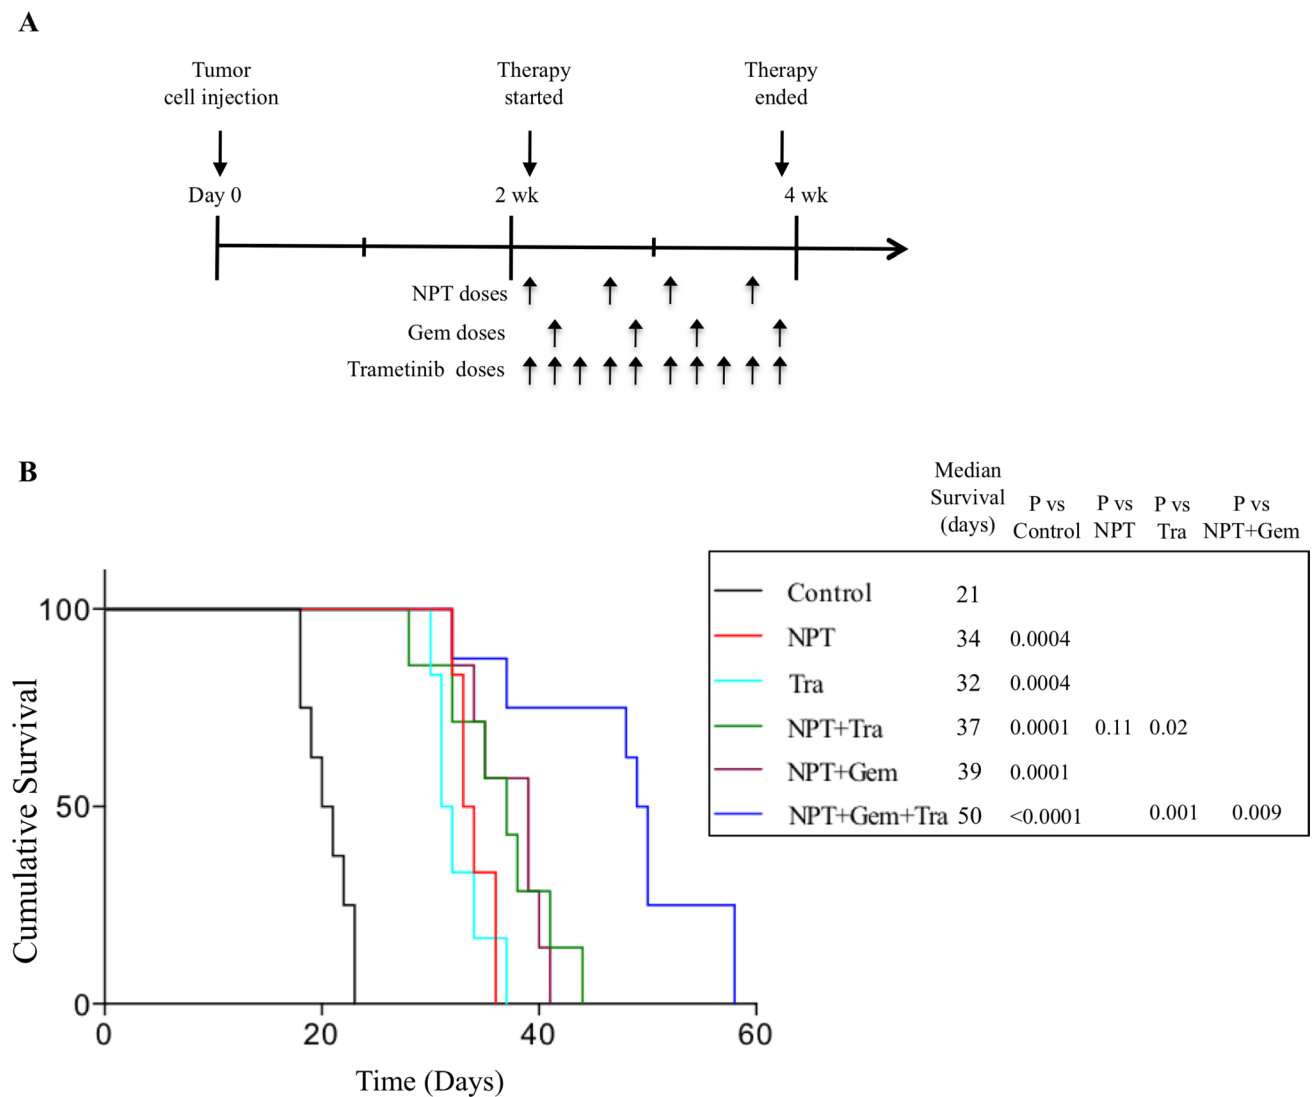 A
Tumor
cell injection
Therapy
started
Therapy
ended
Day 0
2 wk
4 wk
NPT doses
Gem doses
Trametinib doses
B
Median
Survival
(days)
P vs
Control
P vs
NPT
P vs
Tra
P vs
NPT+Gem
Control 21
NPT 34 0.0004
Tra 32 0.0004
NPT+Tra 37 0.0001 0.11 0.02
NPT+Gem 39 0.0001
NPT+Gem+Tra 50 <0.0001 0.001 0.009
Cumulative Survival
100
50
0
0 20 40 60
Time (Days)